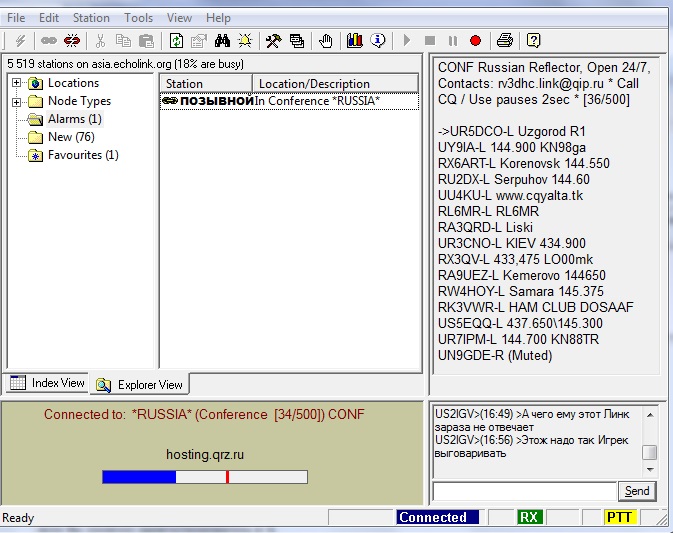 File Edit Station Tools View Help
5 519 stations on asia.echolink.org (18% are busy)
Locations
Node Types
Alarms (1)
New (76)
Favourites (1)
Station Location/Description
ПОЗЫВНОЙ In Conference *RUSSIA*
Index View Explorer View
CONF Russian Reflector, Open 24/7,
Contacts: rv3dhc.link@qip.ru * Call
CQ / Use pauses 2sec * [36/500]
->UR5DCO-L Uzgorod R1
UY9IA-L 144.900 KN98ga
RX6ART-L Korenovsk 144.550
RU2DX-L Serpuhov 144.60
UU4KU-L www.cqyalta.tk
RL6MR-L RL6MR
RA3QRD-L Liski
UR3CNO-L KIEV 434.900
RX3QV-L 433,475 LO00mk
RA9UEZ-L Kemerovo 144650
RW4HOY-L Samara 145.375
RK3VWR-L HAM CLUB DOSAAF
US5EQQ-L 437.650\145.300
UR7IPM-L 144.700 KN88TR
UN9GDE-R (Muted)
Connected to: *RUSSIA* (Conference [34/500]) CONF
hosting.qrz.ru
US2IGV>(16:49) >А чего ему этот Линк
зараза не отвечает
US2IGV>(16:56) >Этож надо так Игрек
выговаривать
Send
Ready Connected RX PTT